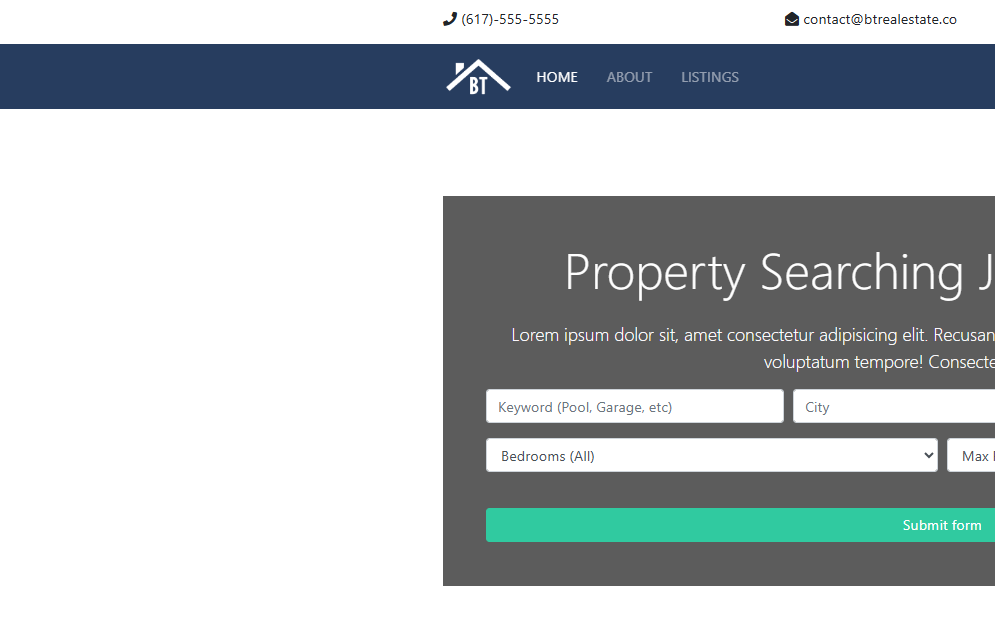 (617)-555-5555 contact@btrealestate.co
BT HOME ABOUT LISTINGS
Property Searching J
Lorem ipsum dolor sit, amet consectetur adipisicing elit. Recusan
voluptatum tempore! Consecte
Keyword (Pool, Garage, etc) City
Bedrooms (All) Max
Submit form